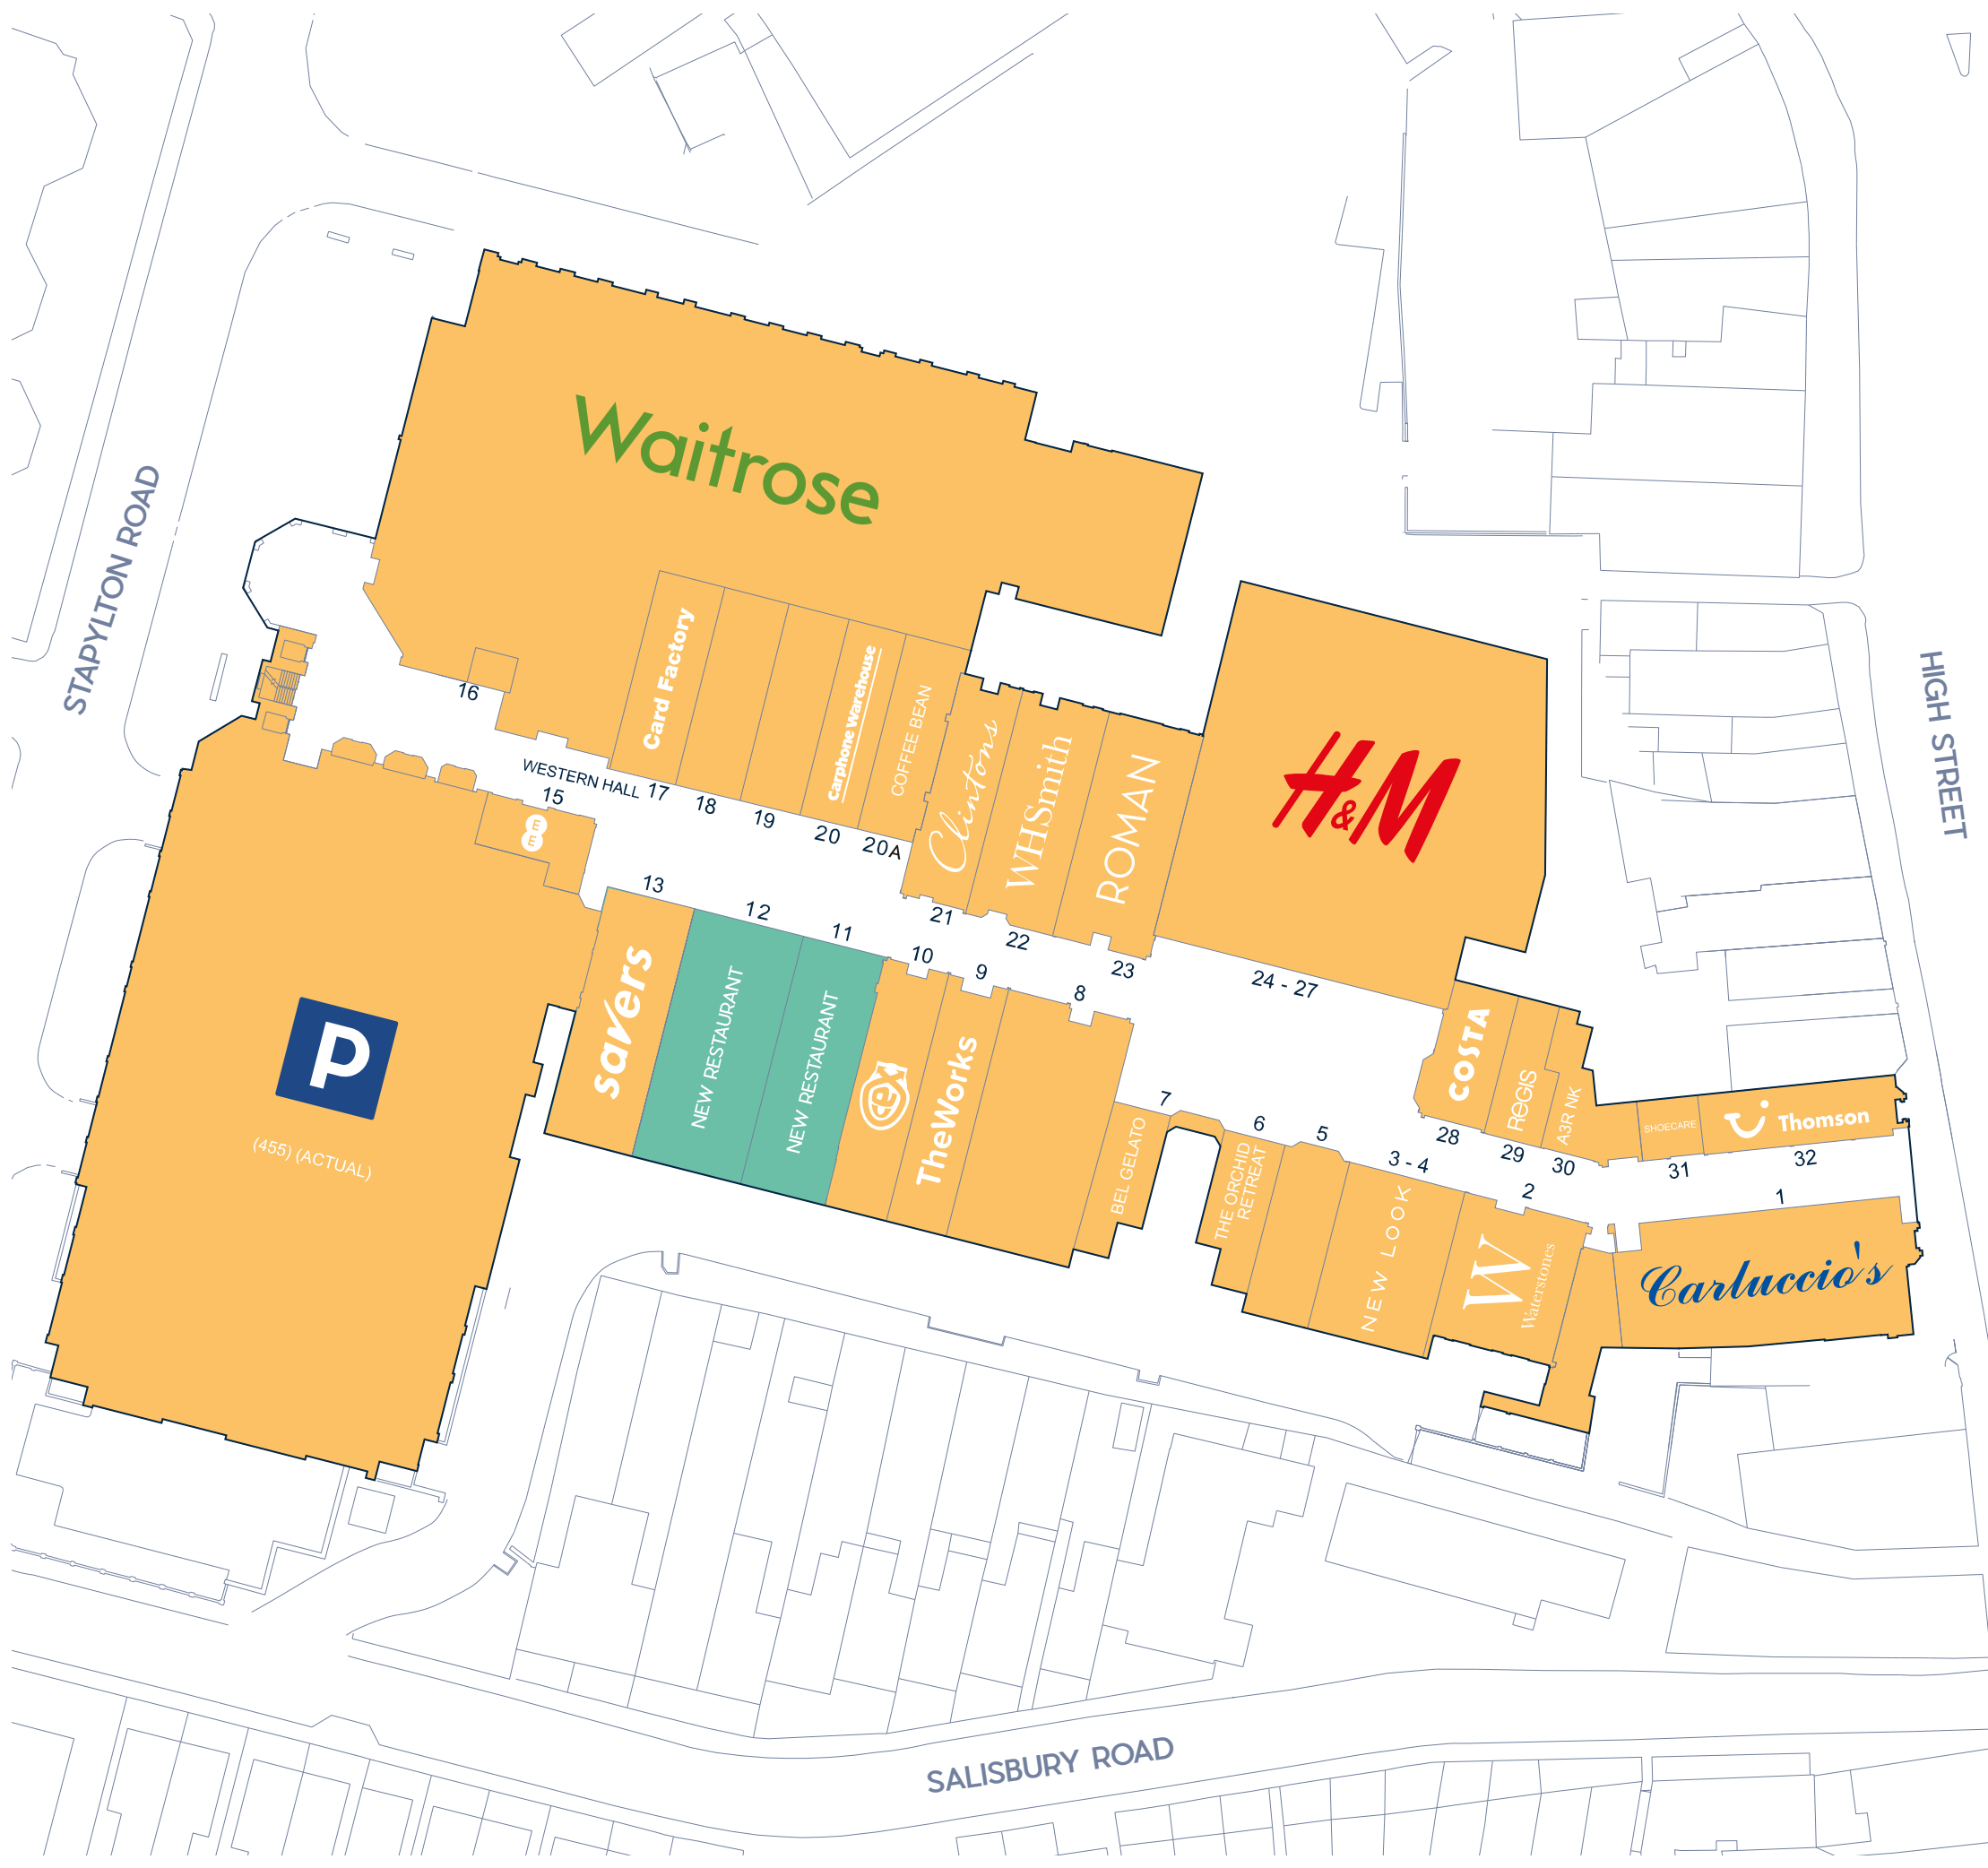 STAPYLTON ROAD
HIGH STREET
SALISBURY ROAD
Waitrose
16
WESTERN HALL
15
EE
17
Card Factory
18
19
20
Carphone Warehouse
20A
COFFEE BEAN
21
Clintons
22
WHSmith
23
ROMAN
24 - 27
H&M
P
(455) (ACTUAL)
13
savers
12
NEW RESTAURANT
11
NEW RESTAURANT
10
9
TheWorks
8
7
BEL GELATO
6
THE ORCHID
RETREAT
5
3 - 4
NEW LOOK
2
W
Waterstones
1
Carluccio's
28
COSTA
29
REGIS
30
A3R NK
31
SHOECARE
32
Thomson